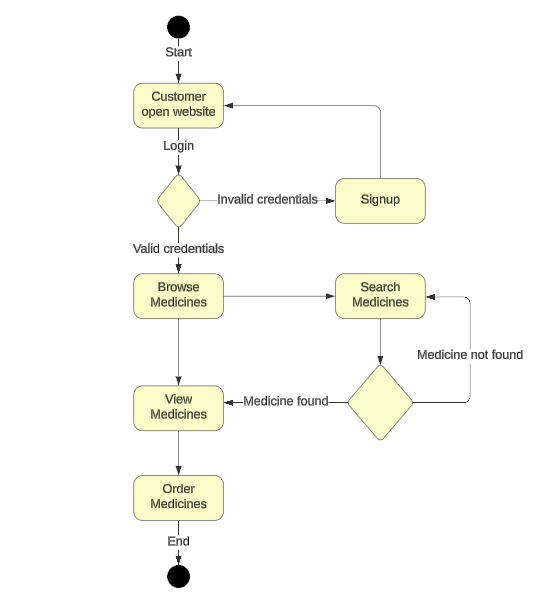 Start
Customer
open website
Login
Invalid credentials
Signup
Valid credentials
Browse
Medicines
Search
Medicines
Medicine not found
View
Medicines
Medicine found
Order
Medicines
End